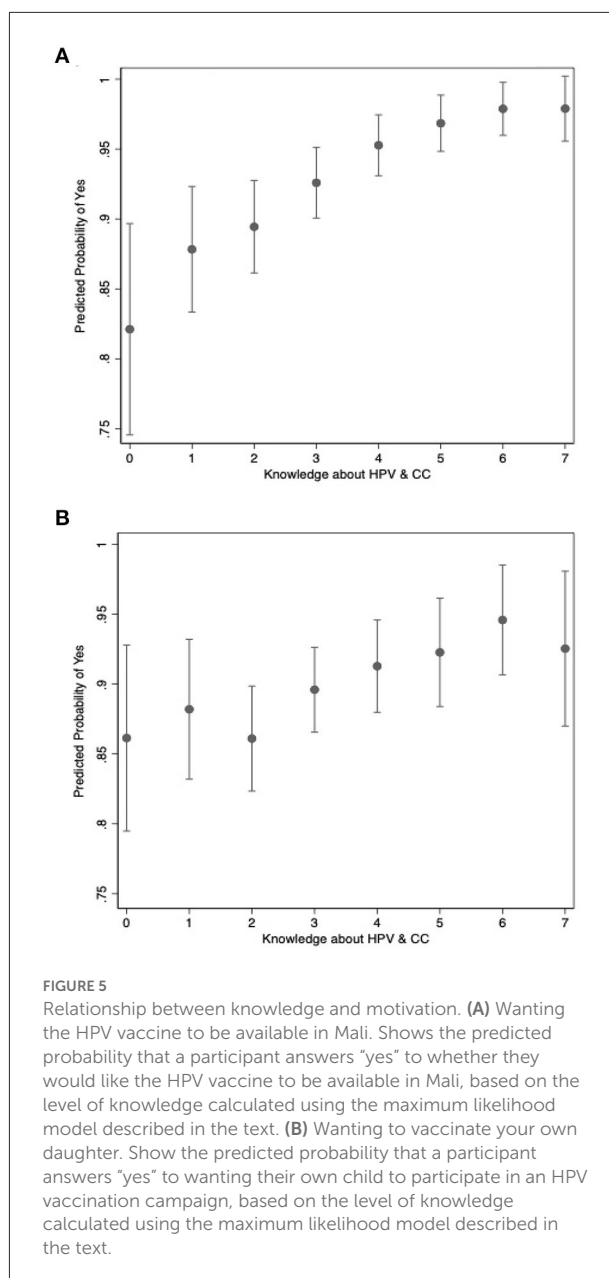 A
1
.95
.9
.85
.8
.75
Predicted Probability of Yes
0 1 2 3 4 5 6 7
Knowledge about HPV & CC
B
1
.95
.9
.85
.8
.75
Predicted Probability of Yes
0 1 2 3 4 5 6 7
Knowledge about HPV & CC
FIGURE 5
Relationship between knowledge and motivation. (A) Wanting
the HPV vaccine to be available in Mali. Shows the predicted
probability that a participant answers “yes” to whether they
would like the HPV vaccine to be available in Mali, based on the
level of knowledge calculated using the maximum likelihood
model described in the text. (B) Wanting to vaccinate your own
daughter. Show the predicted probability that a participant
answers “yes” to wanting their own child to participate in an HPV
vaccination campaign, based on the level of knowledge
calculated using the maximum likelihood model described in
the text.